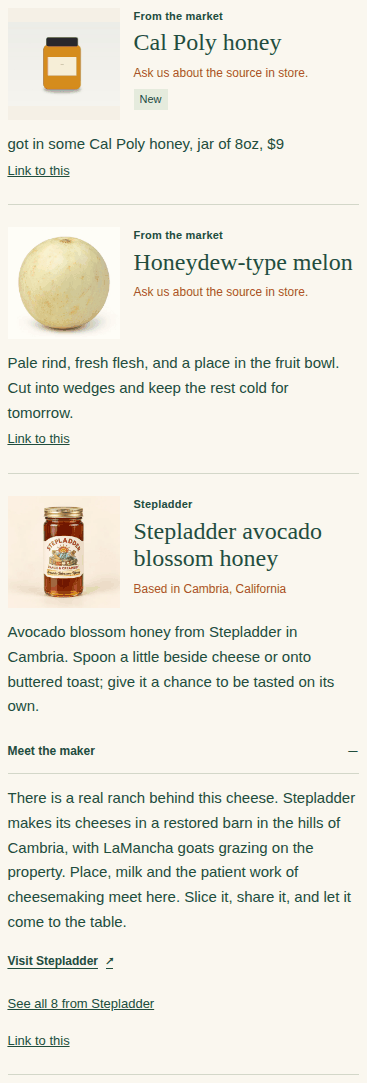 From the market
Cal Poly honey
Ask us about the source in store.
New
got in some Cal Poly honey, jar of 8oz, $9
Link to this
From the market
Honeydew-type melon
Ask us about the source in store.
Pale rind, fresh flesh, and a place in the fruit bowl.
Cut into wedges and keep the rest cold for
tomorrow.
Link to this
STEPLADDER
Stepladder
Stepladder avocado
blossom honey
Based in Cambria, California
Avocado blossom honey from Stepladder in
Cambria. Spoon a little beside cheese or onto
buttered toast; give it a chance to be tasted on its
own.
Meet the maker —
There is a real ranch behind this cheese. Stepladder
makes its cheeses in a restored barn in the hills of
Cambria, with LaMancha goats grazing on the
property. Place, milk and the patient work of
cheesemaking meet here. Slice it, share it, and let it
come to the table.
Visit Stepladder ↗
See all 8 from Stepladder
Link to this